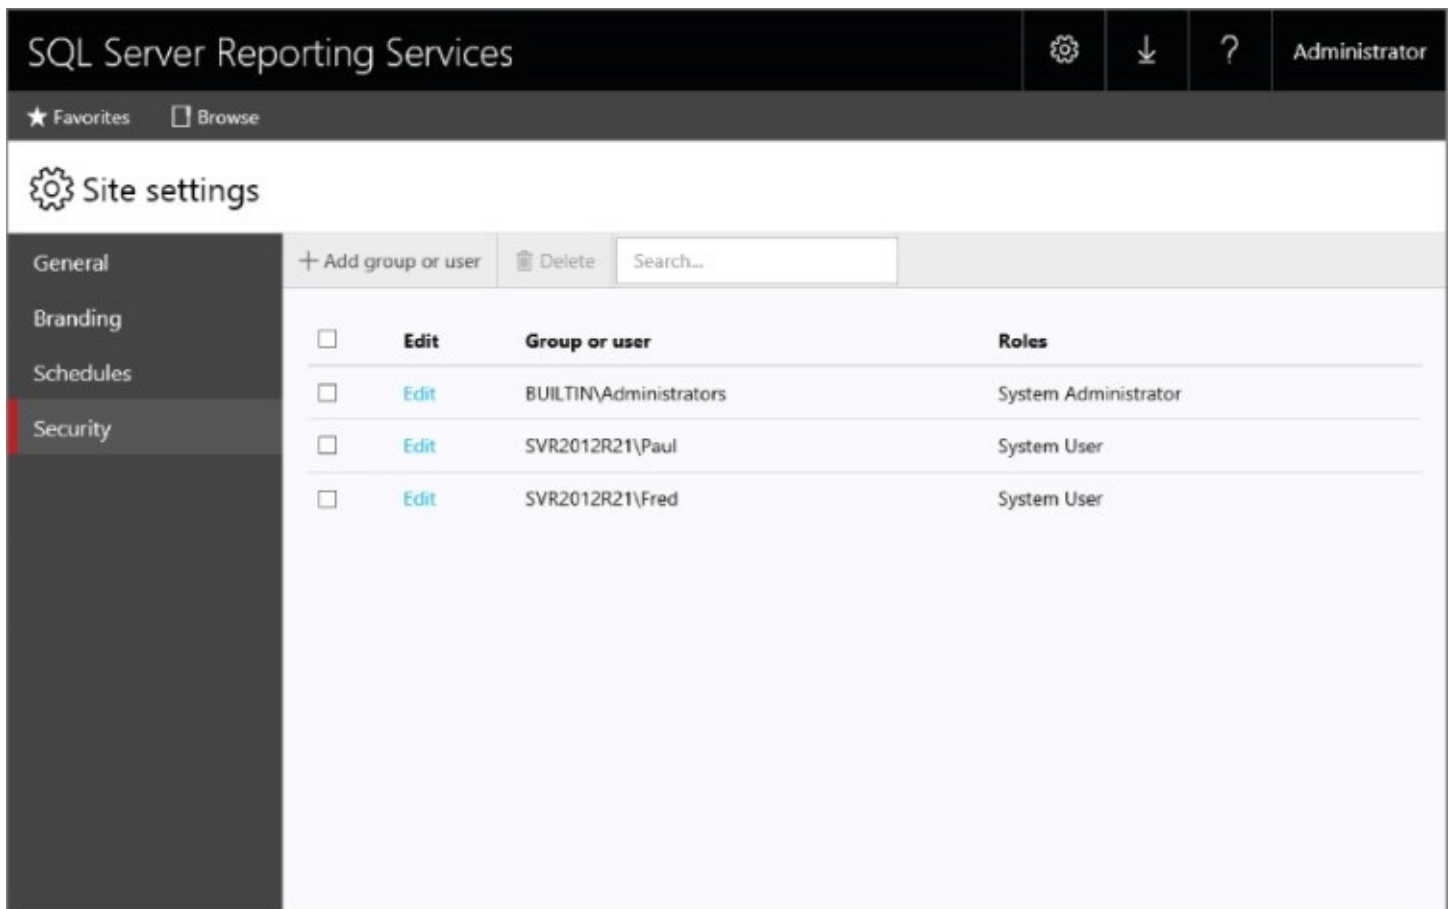 SQL Server Reporting Services ? Administrator
Favorites Browse
Site settings
General
Branding
Schedules
Security
Add group or user Delete Search...
Edit Group or user Roles
Edit BUILTIN\Administrators System Administrator
Edit SVR2012R21\Paul System User
Edit SVR2012R21\Fred System User